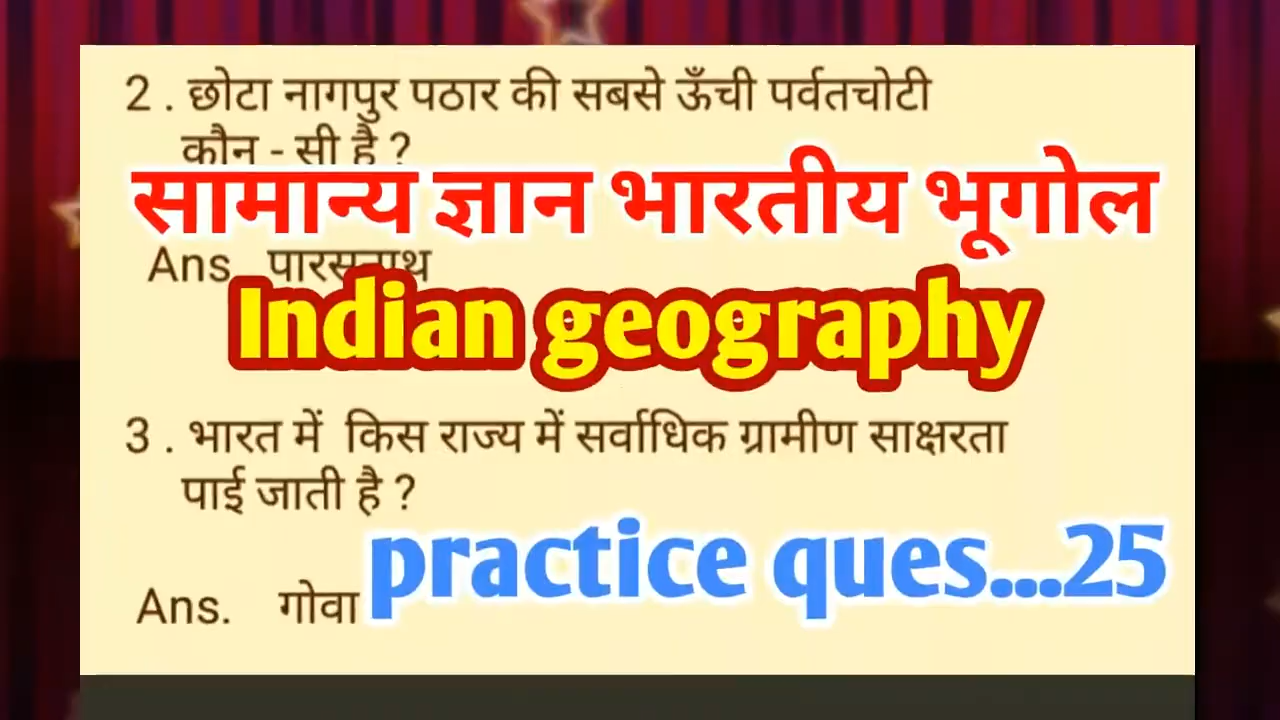 2 . छोटा नागपुर पठार की सबसे ऊँची पर्वतचोटी
कौन - सी है ?
सामान्य ज्ञान भारतीय भूगोल
Ans. पारसनाथ
Indian geography
3 . भारत में किस राज्य में सर्वाधिक ग्रामीण साक्षरता
पाई जाती है ?
practice ques...25
Ans. गोवा